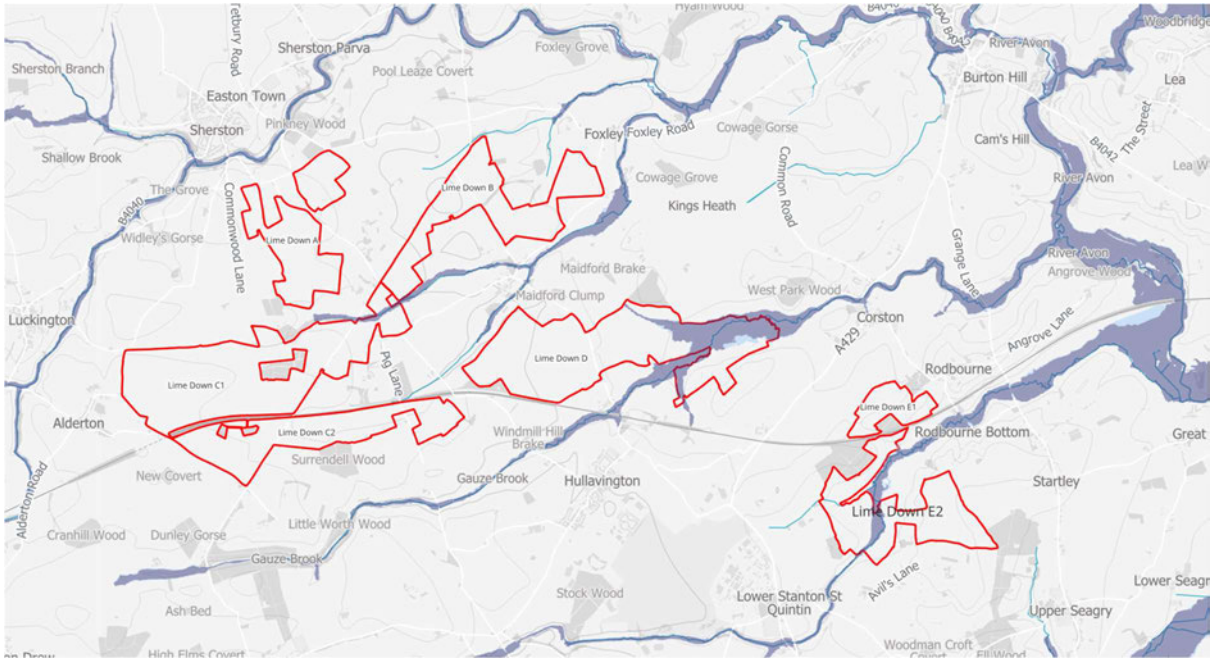 Tetbury Road
Sherston Parva
Foxley Grove
Hyam Wood
B4040
B4042
River Avon
Woodbridge
Sherston Branch
Pool Leaze Covert
Burton Hill
Lea
Easton Town
Pinkney Wood
Sherston
Foxley Foxley Road
Cowage Gorse
Cam's Hill
The Street
B4042
Shallow Brook
Lea W
The Grove
Commonwood Lane
Lime Down B
Cowage Grove
Common Road
River Avon
B4040
Kings Heath
Widley's Gorse
Lime Down A
Grange Lane
River Avon
Angrove Wood
Maidford Brake
West Park Wood
Maidford Clump
Luckington
Corston
Angrove Lane
A429
Pig Lane
Lime Down D
Rodbourne
Lime Down C1
Lime Down E1
Alderton
Lime Down C2
Windmill Hill
Brake
Rodbourne Bottom
Great
Surrendell Wood
New Covert
Gauze Brook
Hullavington
Startley
Alderton Road
Lime Down E2
Little Worth Wood
Cranhill Wood
Dunley Gorse
Gauze Brook
Avil's Lane
Lower Seagr
Stock Wood
Lower Stanton St
Quintin
Ash Bed
Upper Seagry
Woodman Croft
Covert
Ell Wood
High Elms Covert
an Drew